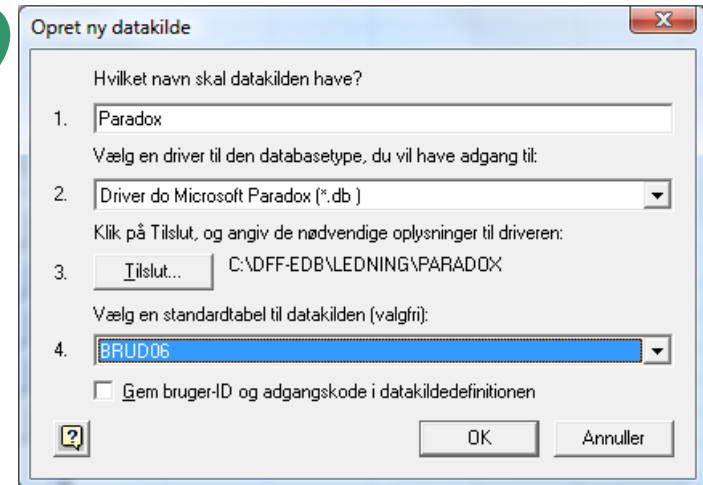 Opret ny datakilde
Hvilket navn skal datakilden have?
1. Paradox
Vælg en driver til den databasetype, du vil have adgang til:
2. Driver do Microsoft Paradox (*.db )
Klik på Tilslut, og angiv de nødvendige oplysninger til driveren:
3. Tilslut... C:\DFF-EDB\LEDNING\PARADOX
Vælg en standardtabel til datakilden (valgfri):
4. BRUD06
Gem bruger-ID og adgangskode i datakildedefinitionen
OK Annuller